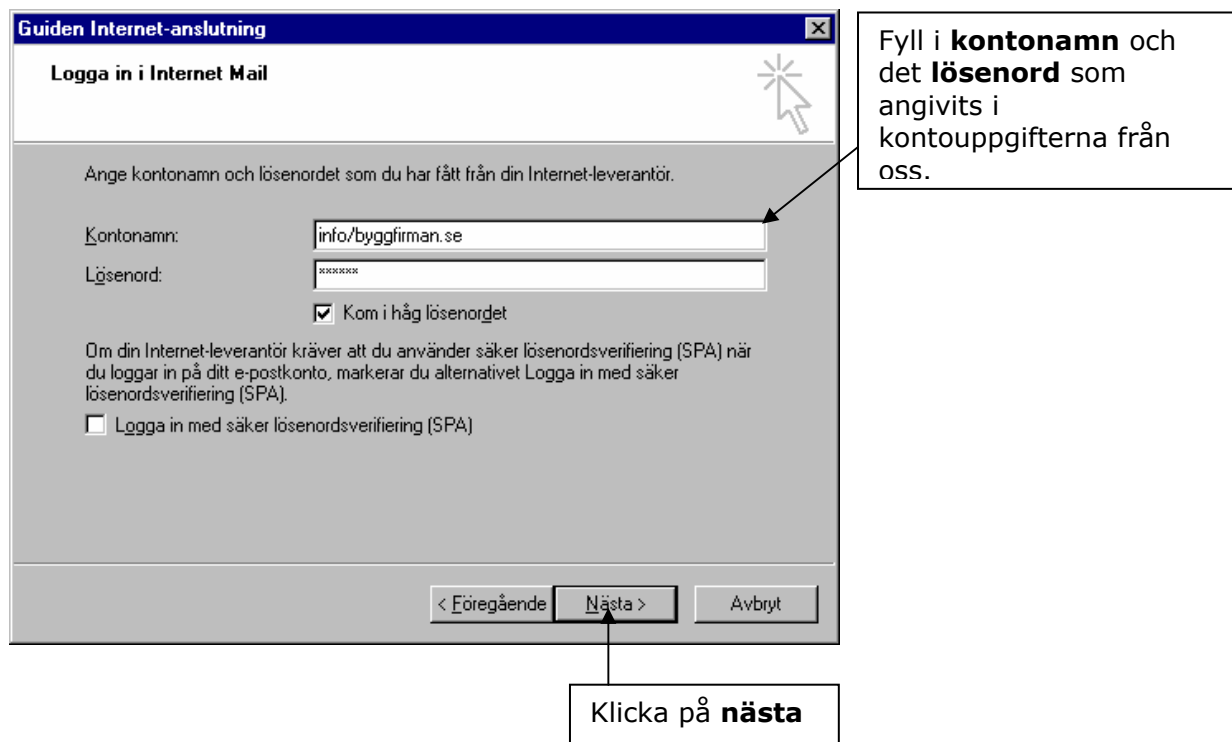 Guiden Internet-anslutning
Logga in i Internet Mail
Ange kontonamn och lösenordet som du har fått från din Internet-leverantör.
Kontonamn:
info/byggfirman.se
Lösenord:
******
Kom i håg lösenordet
Om din Internet-leverantör kräver att du använder säker lösenordsverifiering (SPA) när
du loggar in på ditt e-postkonto, markerar du alternativet Logga in med säker
lösenordsverifiering (SPA).
Logga in med säker lösenordsverifiering (SPA)
< Föregående
Nästa >
Avbryt
Fyll i kontonamn och
det lösenord som
angivits i
kontouppgifterna från
oss.
Klicka på nästa